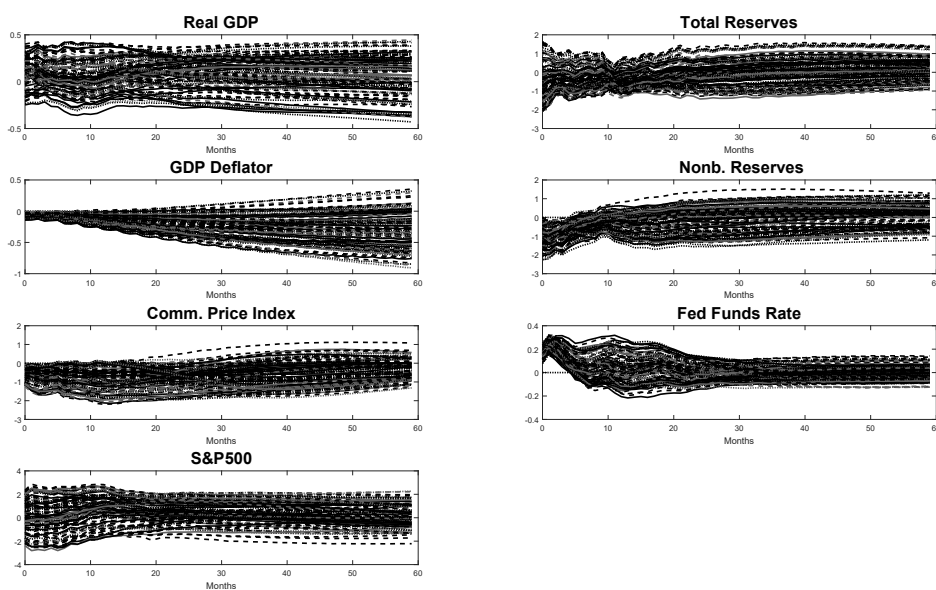 Real GDP
0.5
0
-0.5
0 10 20 30 40 50 60
Months
Total Reserves
2
1
0
-1
-2
-3
0 10 20 30 40 50 60
Months
GDP Deflator
0.5
0
-0.5
-1
0 10 20 30 40 50 60
Months
Nonb. Reserves
2
1
0
-1
-2
-3
0 10 20 30 40 50 60
Months
Comm. Price Index
2
1
0
-1
-2
-3
0 10 20 30 40 50 60
Months
Fed Funds Rate
0.4
0.2
0
-0.2
-0.4
0 10 20 30 40 50 60
Months
S&P500
4
2
0
-2
-4
0 10 20 30 40 50 60
Months